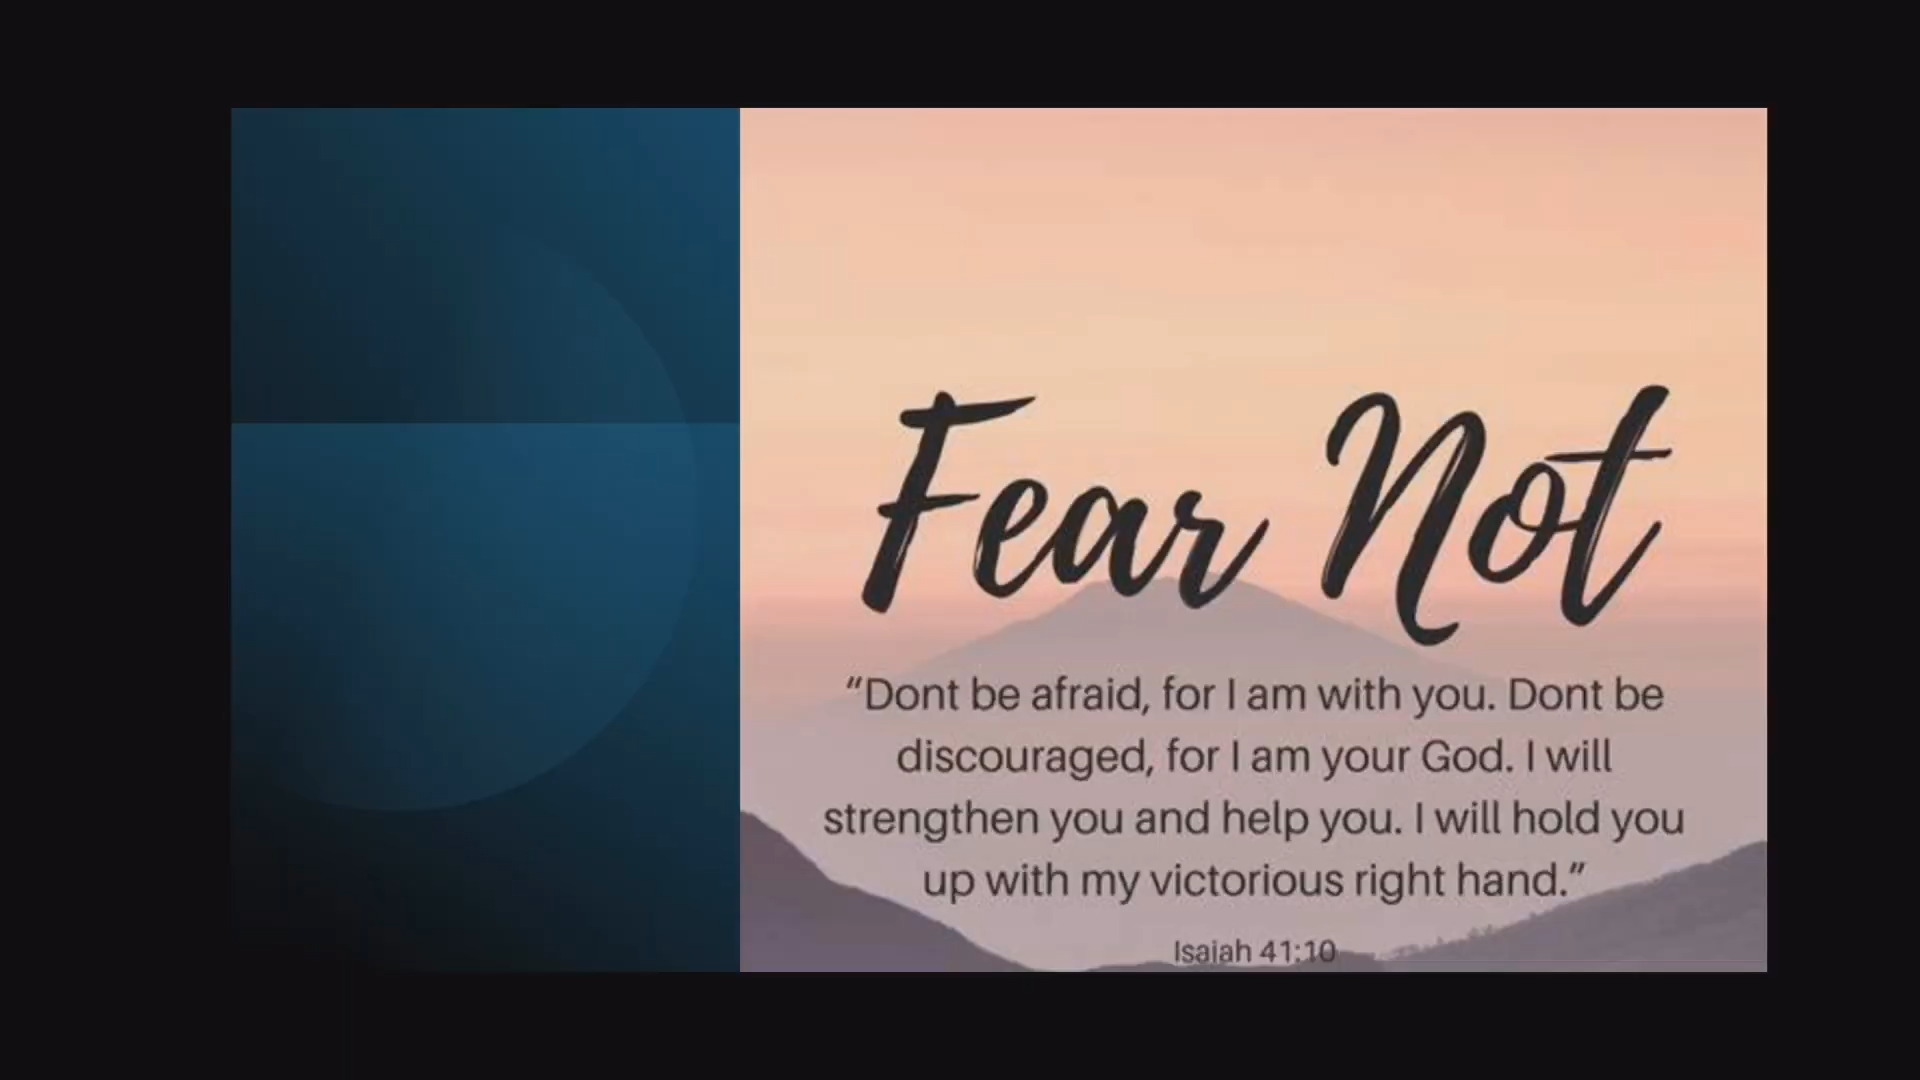 Fear Not
“Dont be afraid, for I am with you. Dont be
discouraged, for I am your God. I will
strengthen you and help you. I will hold you
up with my victorious right hand.”
Isaiah 41:10